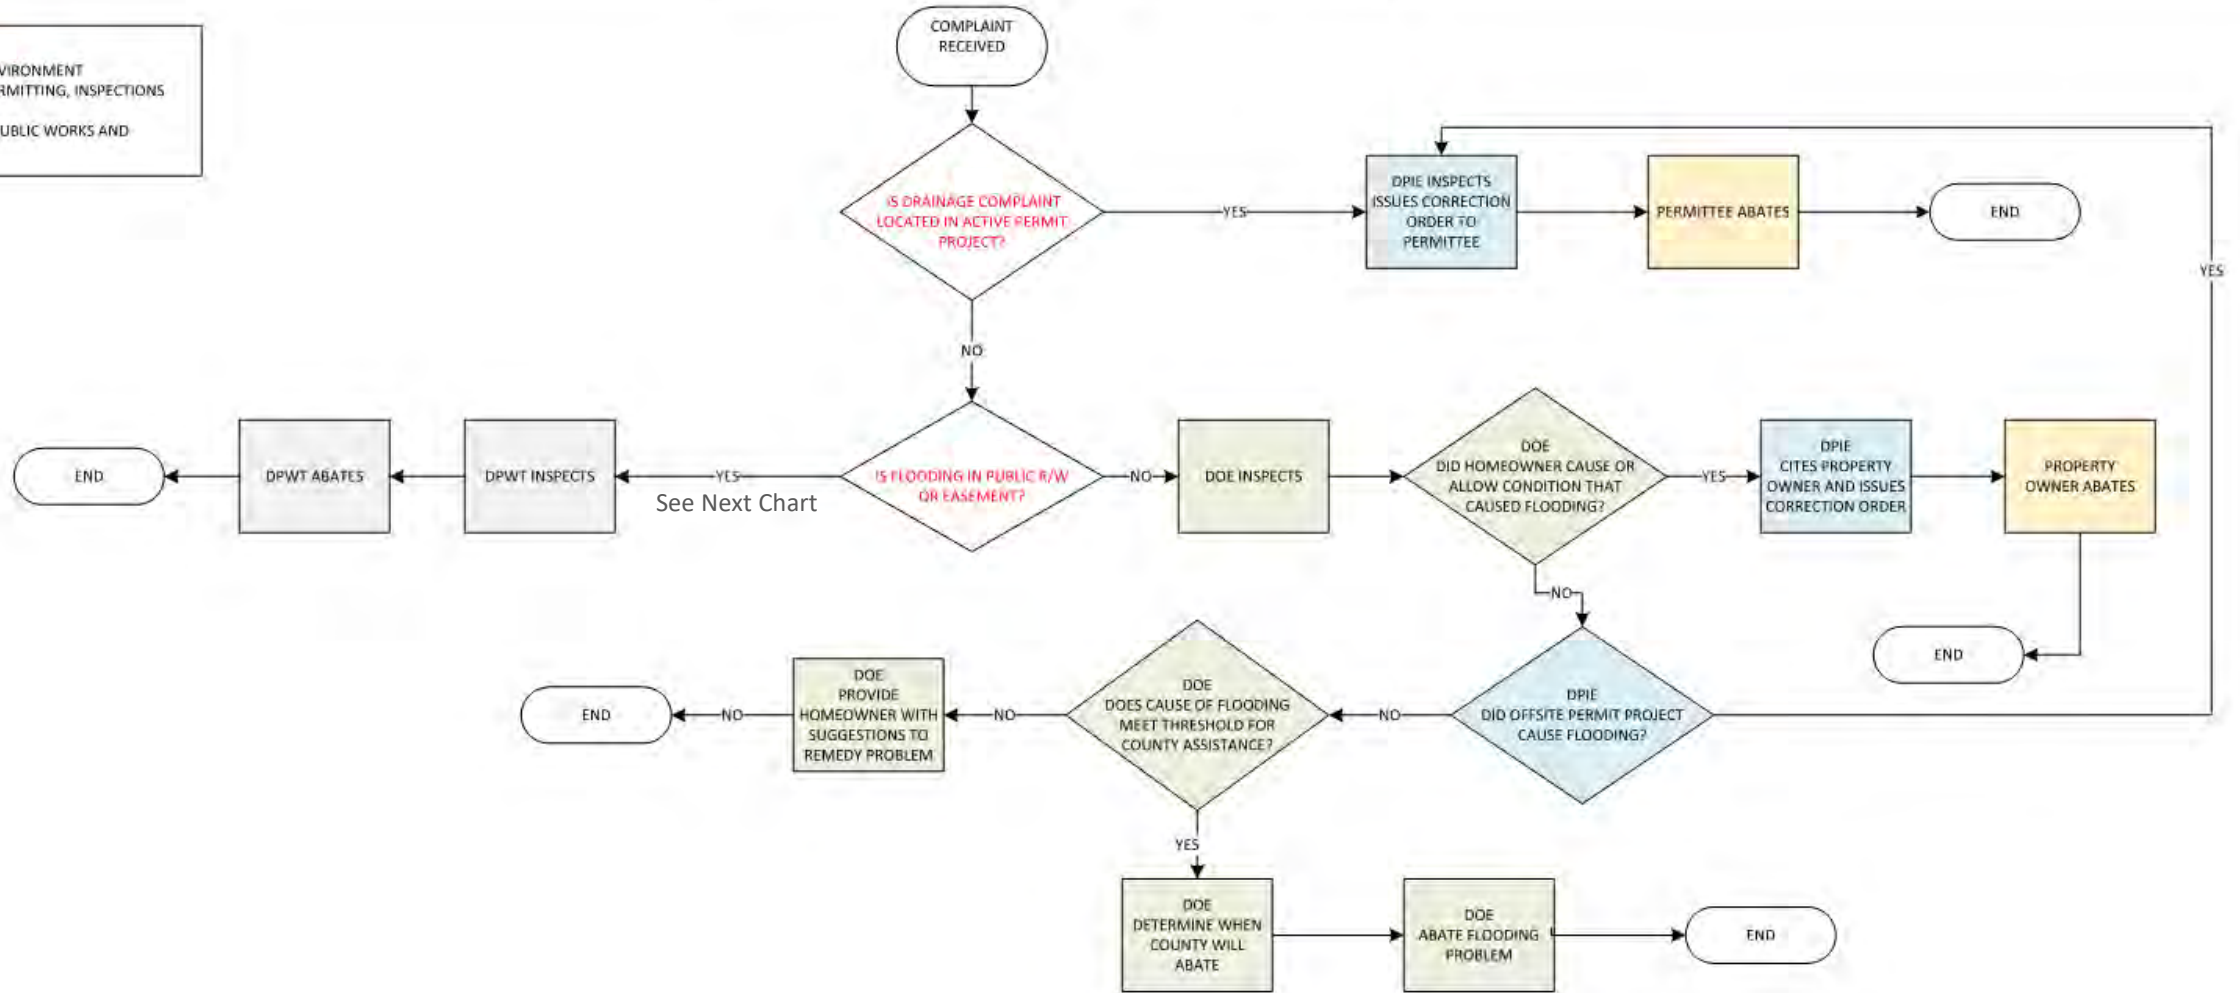 COMPLAINT
RECEIVED
VIRONMENT
RMITTING, INSPECTIONS
UBLIC WORKS AND
IS DRAINAGE COMPLAINT
LOCATED IN ACTIVE PERMIT
PROJECT?
YES
DPIE INSPECTS
ISSUES CORRECTION
ORDER TO
PERMITTEE
PERMITTEE ABATES
END
YES
NO
END
DPWT ABATES
DPWT INSPECTS
YES
See Next Chart
IS FLOODING IN PUBLIC R/W
OR EASEMENT?
NO
DOE INSPECTS
DOE
DID HOMEOWNER CAUSE OR
ALLOW CONDITION THAT
CAUSED FLOODING?
YES
DPIE
CITES PROPERTY
OWNER AND ISSUES
CORRECTION ORDER
PROPERTY
OWNER ABATES
NO
END
END
NO
DOE
PROVIDE
HOMEOWNER WITH
SUGGESTIONS TO
REMEDY PROBLEM
NO
DOE
DOES CAUSE OF FLOODING
MEET THRESHOLD FOR
COUNTY ASSISTANCE?
NO
DPIE
DID OFFSITE PERMIT PROJECT
CAUSE FLOODING?
YES
DOE
DETERMINE WHEN
COUNTY WILL
ABATE
DOE
ABATE FLOODING
PROBLEM
END